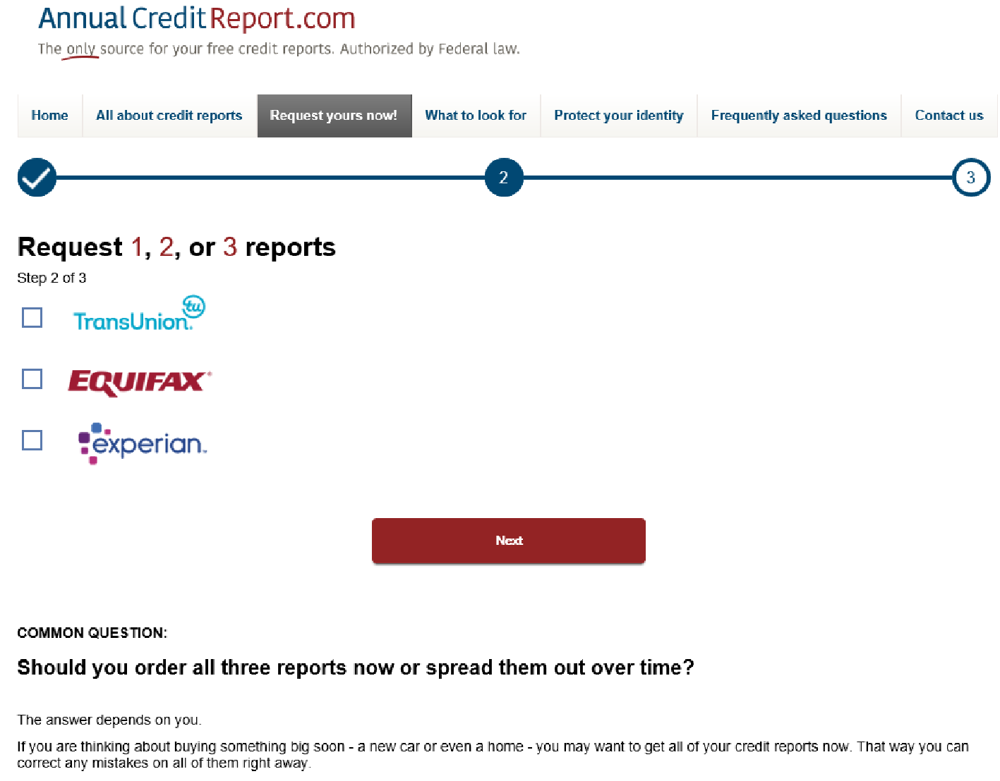 AnnualCreditReport.com
The only source for your free credit reports. Authorized by Federal law.
Home All about credit reports Request yours now! What to look for Protect your identity Frequently asked questions Contact us
2 3
Request 1, 2, or 3 reports
Step 2 of 3
TransUnion. tu
EQUIFAX
experian.
Next
COMMON QUESTION:
Should you order all three reports now or spread them out over time?
The answer depends on you.
If you are thinking about buying something big soon - a new car or even a home - you may want to get all of your credit reports now. That way you can
correct any mistakes on all of them right away.